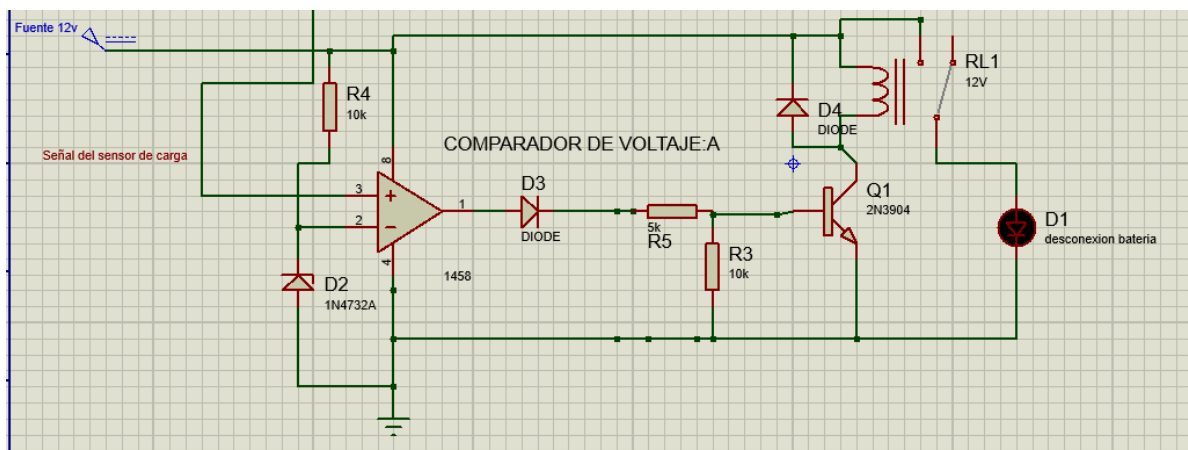 Fuente 12v
R4
10k
Señal del sensor de carga
COMPARADOR DE VOLTAJE:A
8
3
2
1
4
1458
D2
1N4732A
D3
DIODE
5k
R5
R3
10k
D4
DIODE
Q1
2N3904
RL1
12V
D1
desconexion bateria